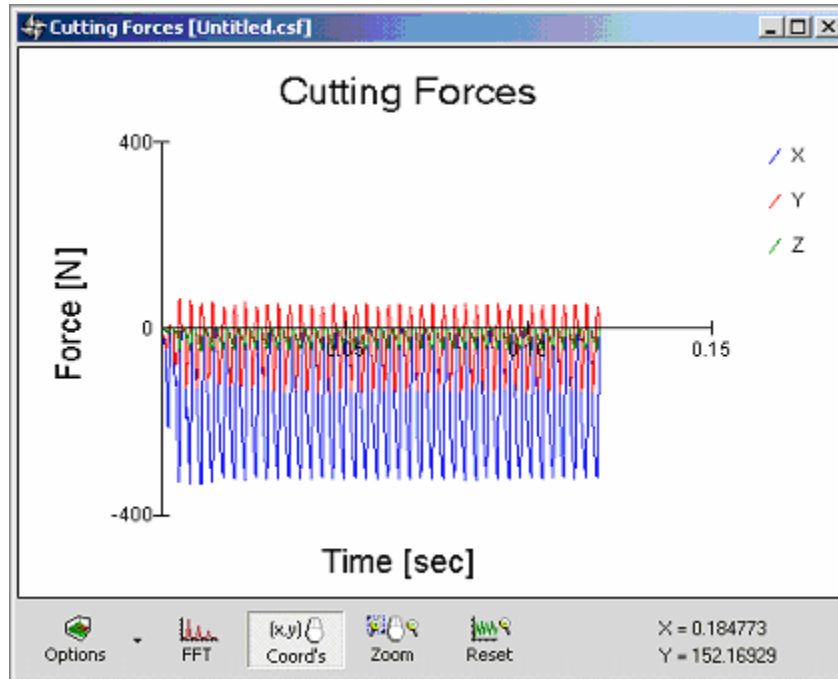 Cutting Forces [Untitled.csf]
Cutting Forces
400
X
Y
Z
Force [N]
0
0.05
0.10
0.15
-400
Time [sec]
Options
FFT
(x,y)
Coord's
Zoom
Reset
X = 0.184773
Y = 152.16929